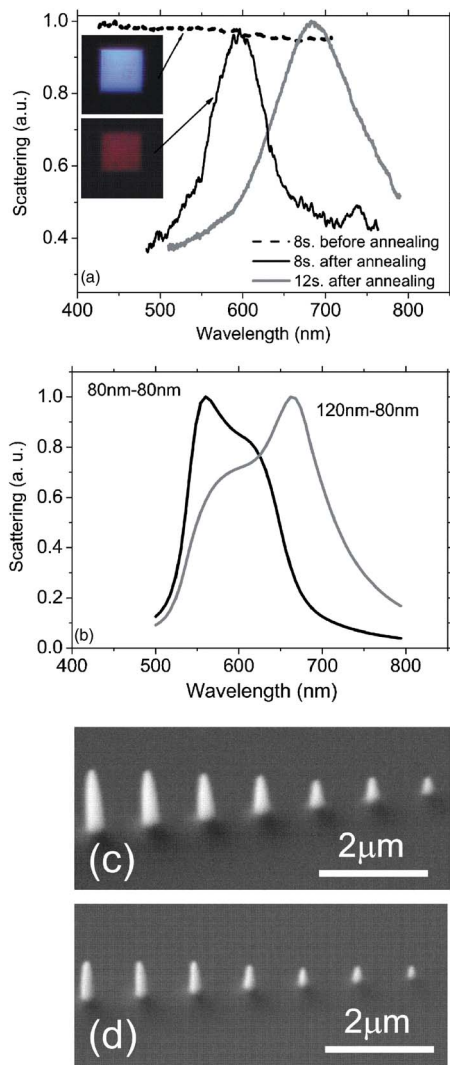 1.0
0.8
0.6
0.4
Scattering (a.u.)
8s. before annealing
8s. after annealing
12s. after annealing
(a)
400 500 600 700 800
Wavelength (nm)
80nm-80nm
120nm-80nm
1.0
0.8
0.6
0.4
0.2
0.0
Scattering (a. u.)
(b)
400 500 600 700 800
Wavelength (nm)
(c)
2μm
(d)
2μm